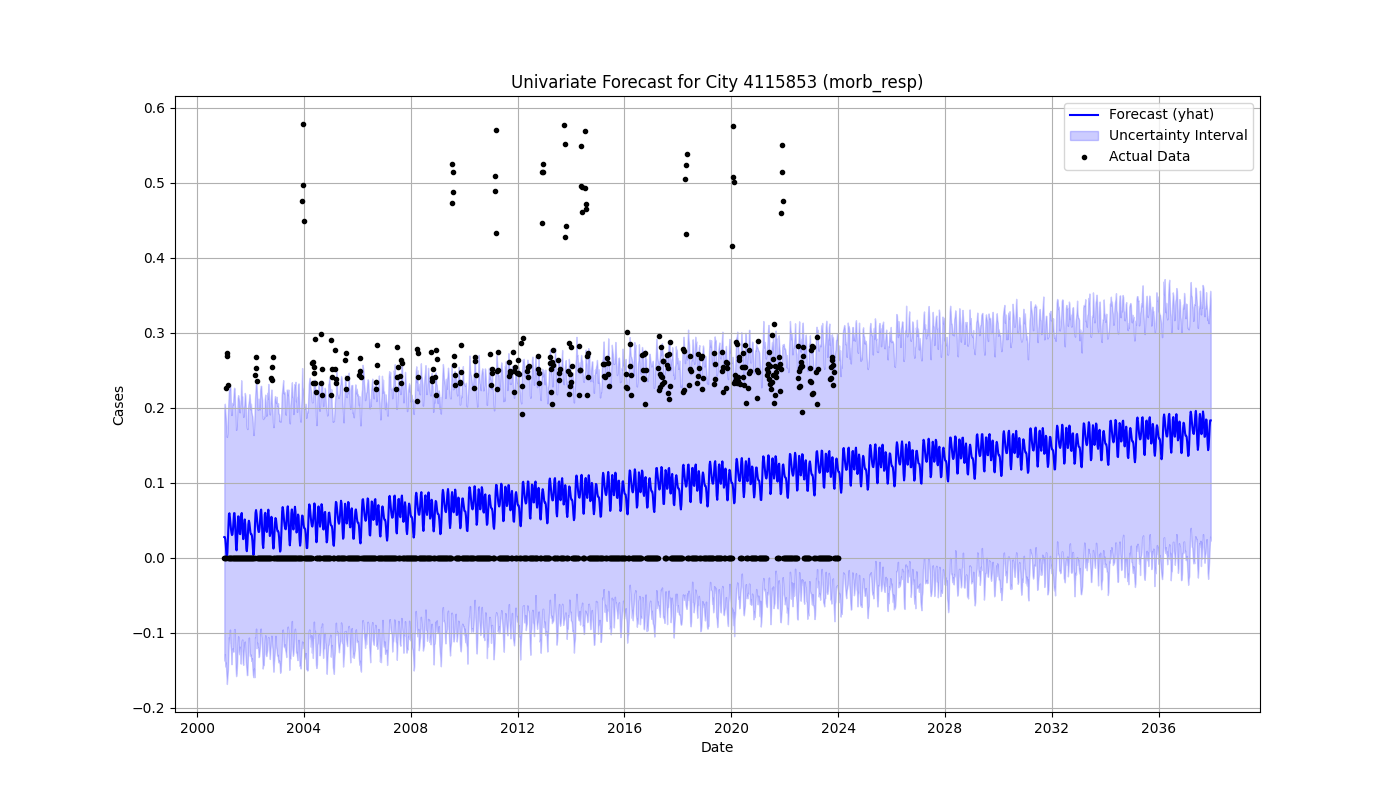 Univariate Forecast for City 4115853 (morb_resp)
Forecast (yhat)
Uncertainty Interval
Actual Data
Cases
0.6
0.5
0.4
0.3
0.2
0.1
0.0
−0.1
−0.2
2000 2004 2008 2012 2016 2020 2024 2028 2032 2036
Date